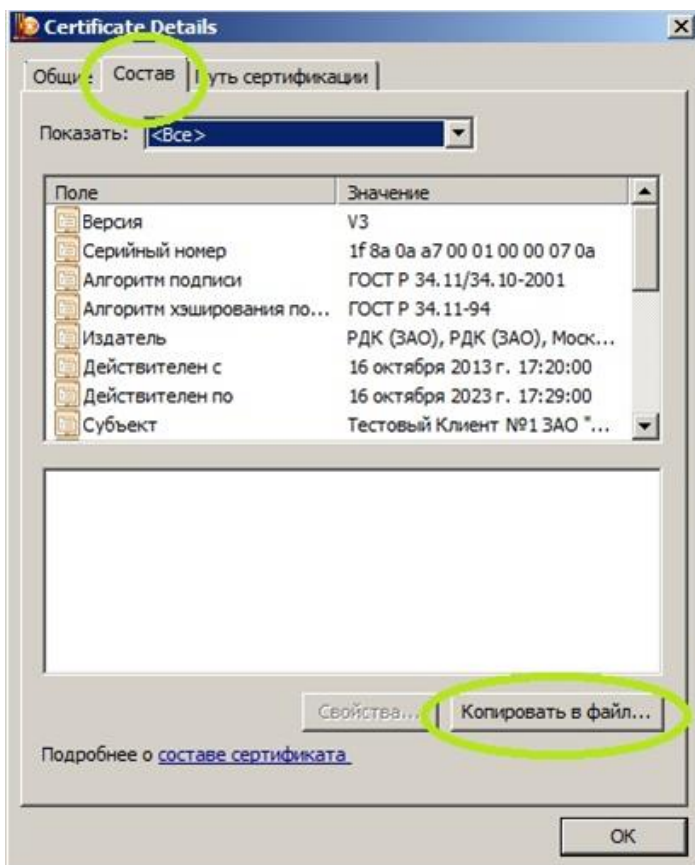 Certificate Details
Общие Состав Путь сертификации
Показать: <Все>
Поле Значение
Версия V3
Серийный номер 1f 8a 0a a7 00 01 00 00 07 0a
Алгоритм подписи ГОСТ Р 34.11/34.10-2001
Алгоритм хэширования по... ГОСТ Р 34.11-94
Издатель РДК (ЗАО), РДК (ЗАО), Моск...
Действителен с 16 октября 2013 г. 17:20:00
Действителен по 16 октября 2023 г. 17:29:00
Субъект Тестовый Клиент №1 ЗАО "...
Свойства... Копировать в файл...
Подробнее о составе сертификата
ОК